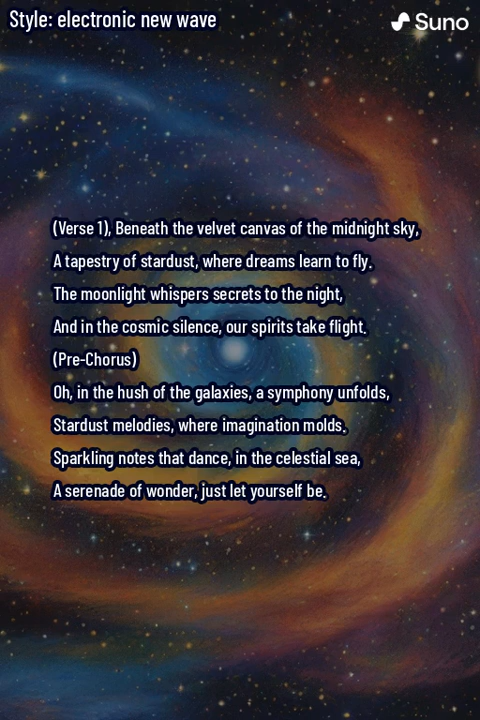 Style: electronic new wave
Suno
(Verse 1), Beneath the velvet canvas of the midnight sky,
A tapestry of stardust, where dreams learn to fly.
The moonlight whispers secrets to the night,
And in the cosmic silence, our spirits take flight.
(Pre-Chorus)
Oh, in the hush of the galaxies, a symphony unfolds,
Stardust melodies, where imagination molds.
Sparkling notes that dance, in the celestial sea,
A serenade of wonder, just let yourself be.